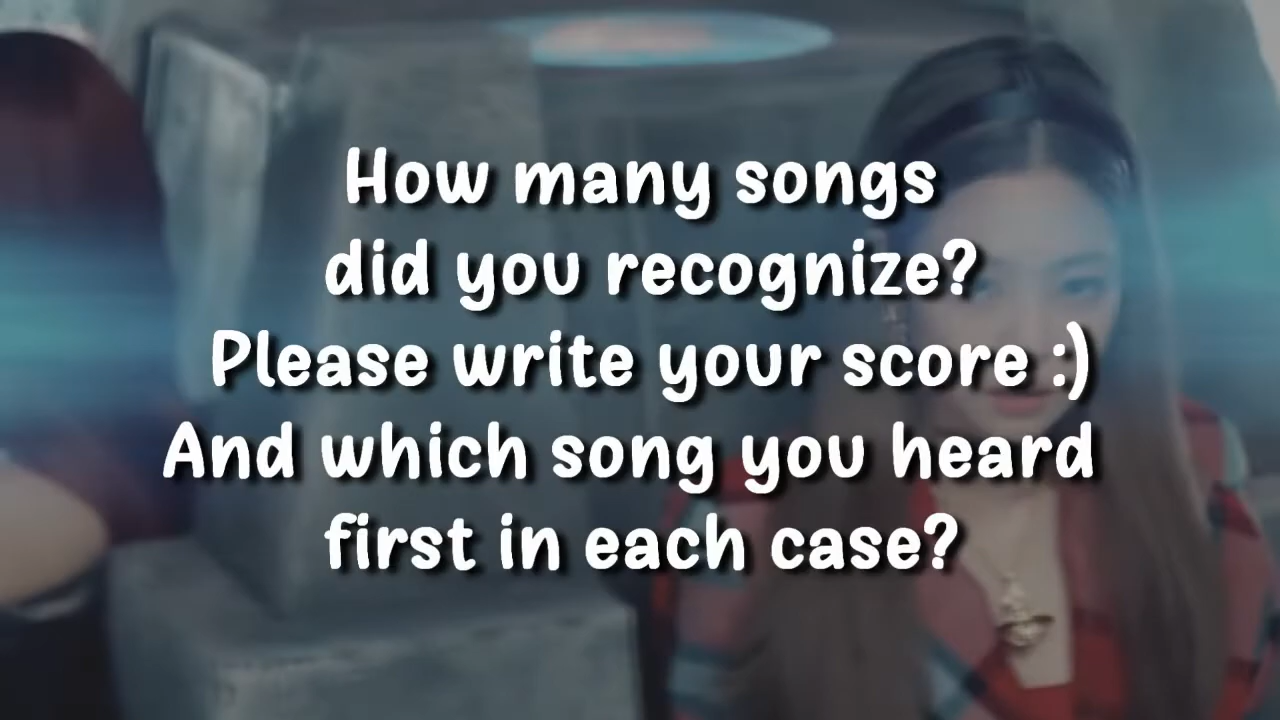 How many songs
did you recognize?
Please write your score :)
And which song you heard
first in each case?